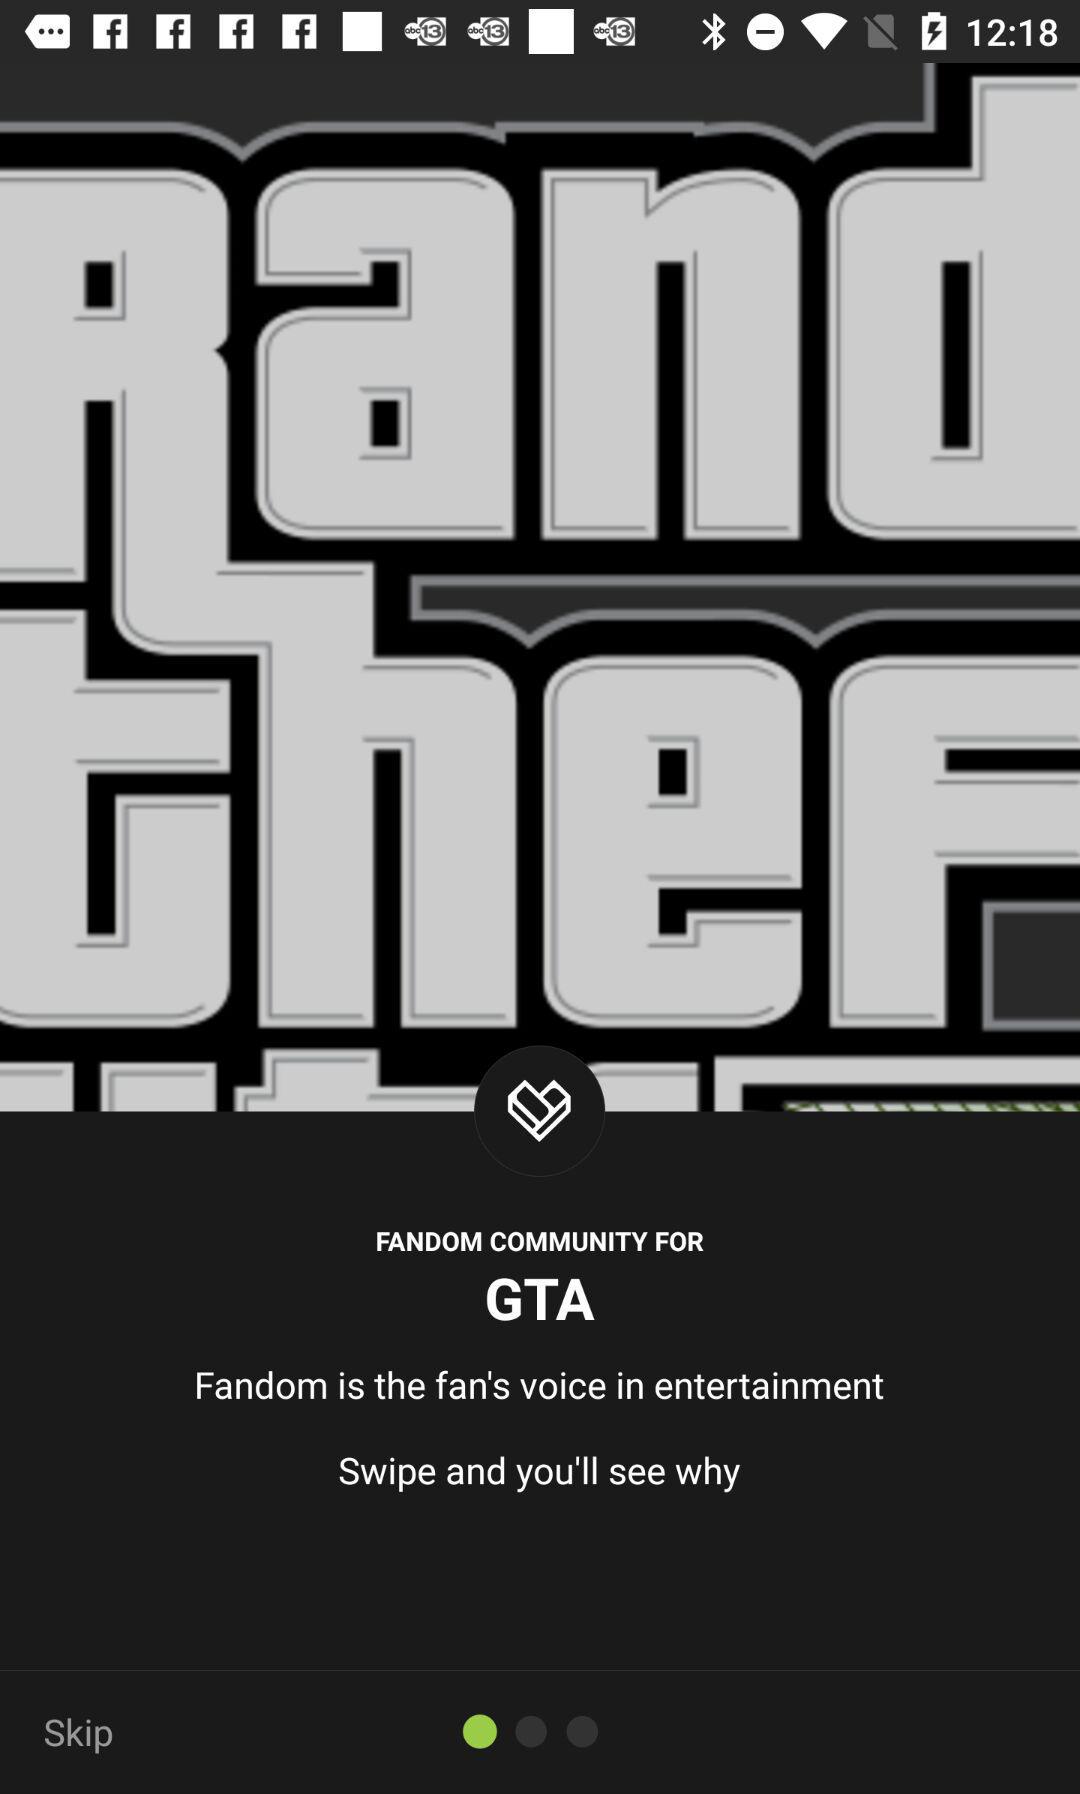 12:18
Rand
Thef
FANDOM COMMUNITY FOR
GTA
Fandom is the fan's voice in entertainment
Swipe and you'll see why
Skip